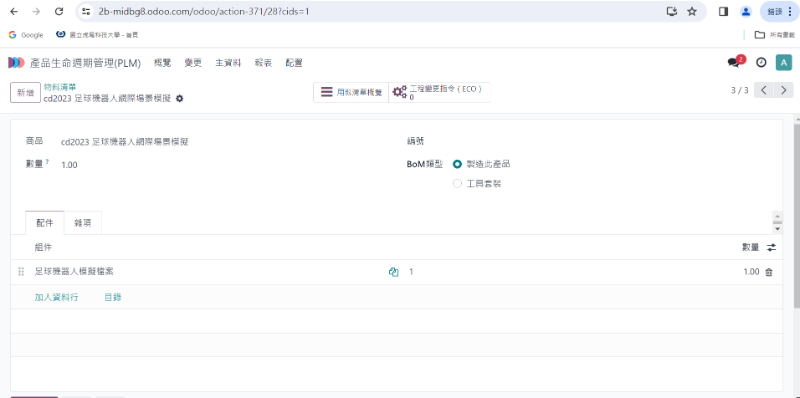 2b-midbg8.odoo.com/odoo/action-371/28?cids=1
Google 國立虎尾科技大學 - 首頁 所有書籤
產品生命週期管理(PLM) 概覽 變更 主資料 報表 配置 2 A
新增 物料清單
cd2023 足球機器人網際場景模擬
用料清單概覽 工程變更指令 (ECO)
0
3 / 3
商品 cd2023 足球機器人網際場景模擬 編號
數量 ? 1.00 BoM 類型 製造此產品
工具套裝
配件 雜項
組件 數量
足球機器人模擬檔案 1 1.00
加入資料行 目錄